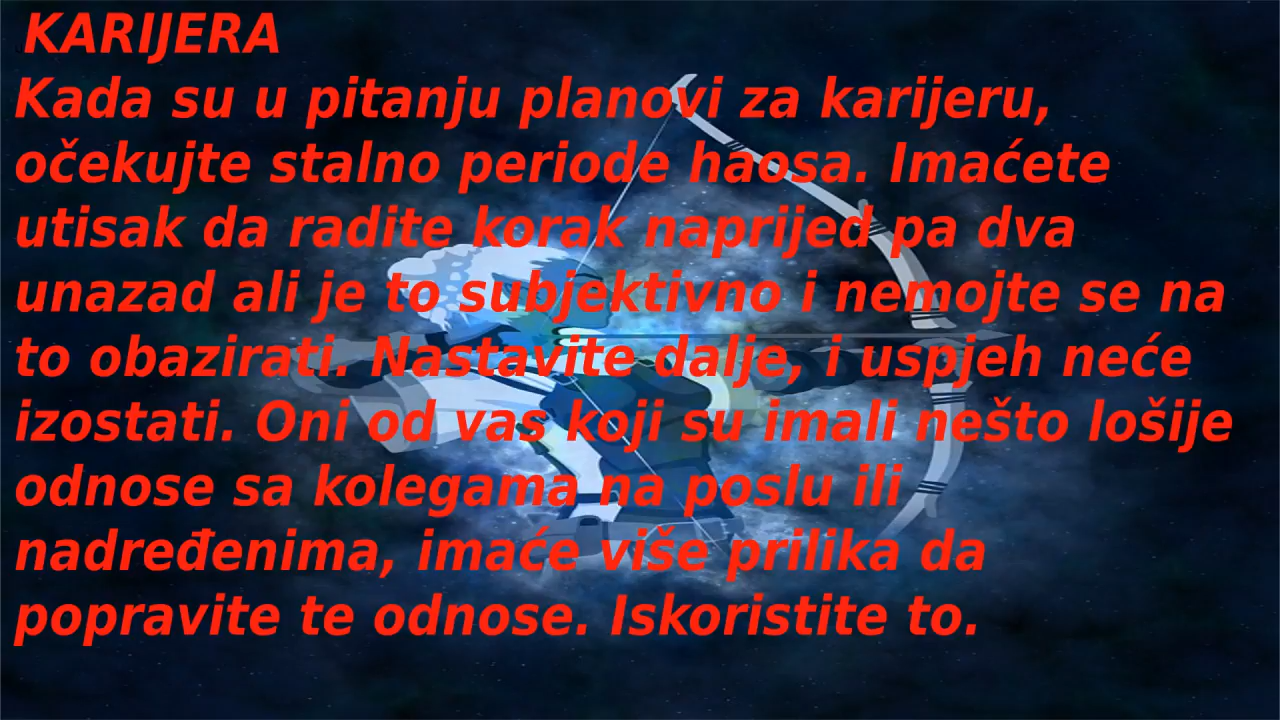 KARIJERA
Kada su u pitanju planovi za karijeru,
očekujte stalno periode haosa. Imaćete
utisak da radite korak naprijed pa dva
unazad ali je to subjektivno i nemojte se na
to obazirati. Nastavite dalje, i uspjeh neće
izostati. Oni od vas koji su imali nešto lošije
odnose sa kolegama na poslu ili
nadređenima, imaće više prilika da
popravite te odnose. Iskoristite to.